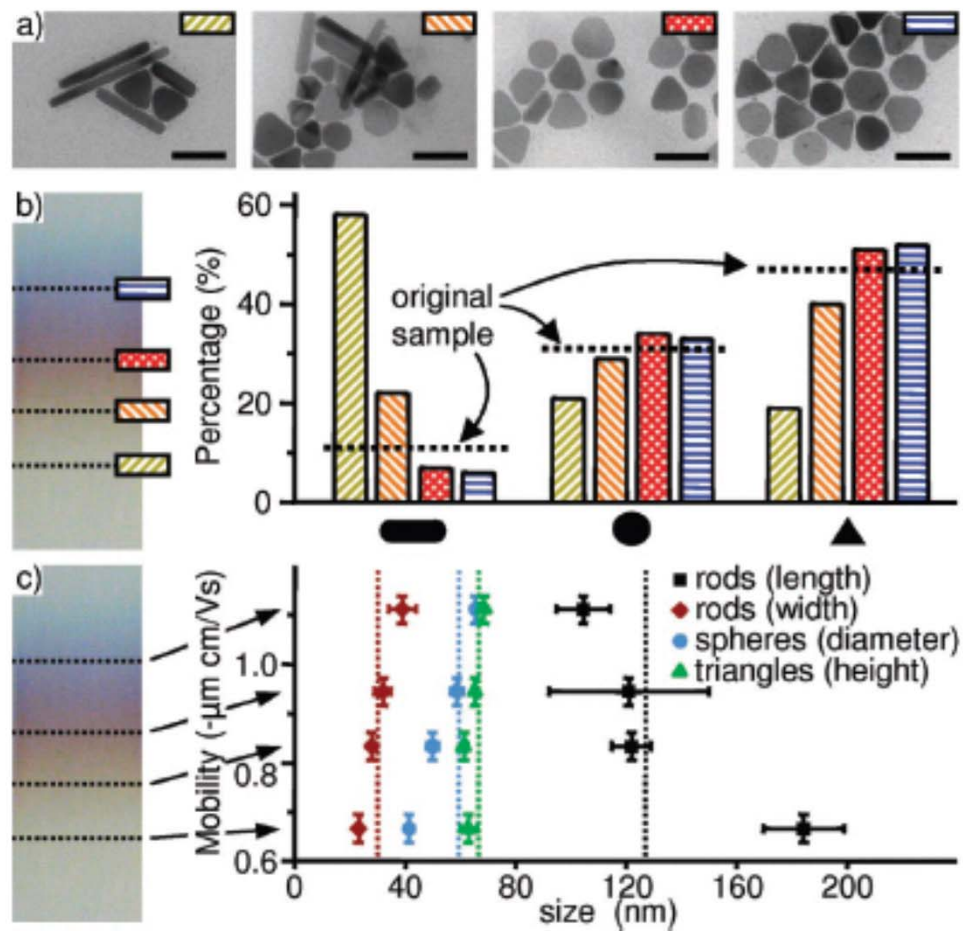 a)
b)
Percentage (%)
60
40
20
0
original
sample
c)
Mobility (-µm cm/Vs)
1.0
0.8
0.6
rods (length)
rods (width)
spheres (diameter)
triangles (height)
0 40 80 120 160 200
size (nm)